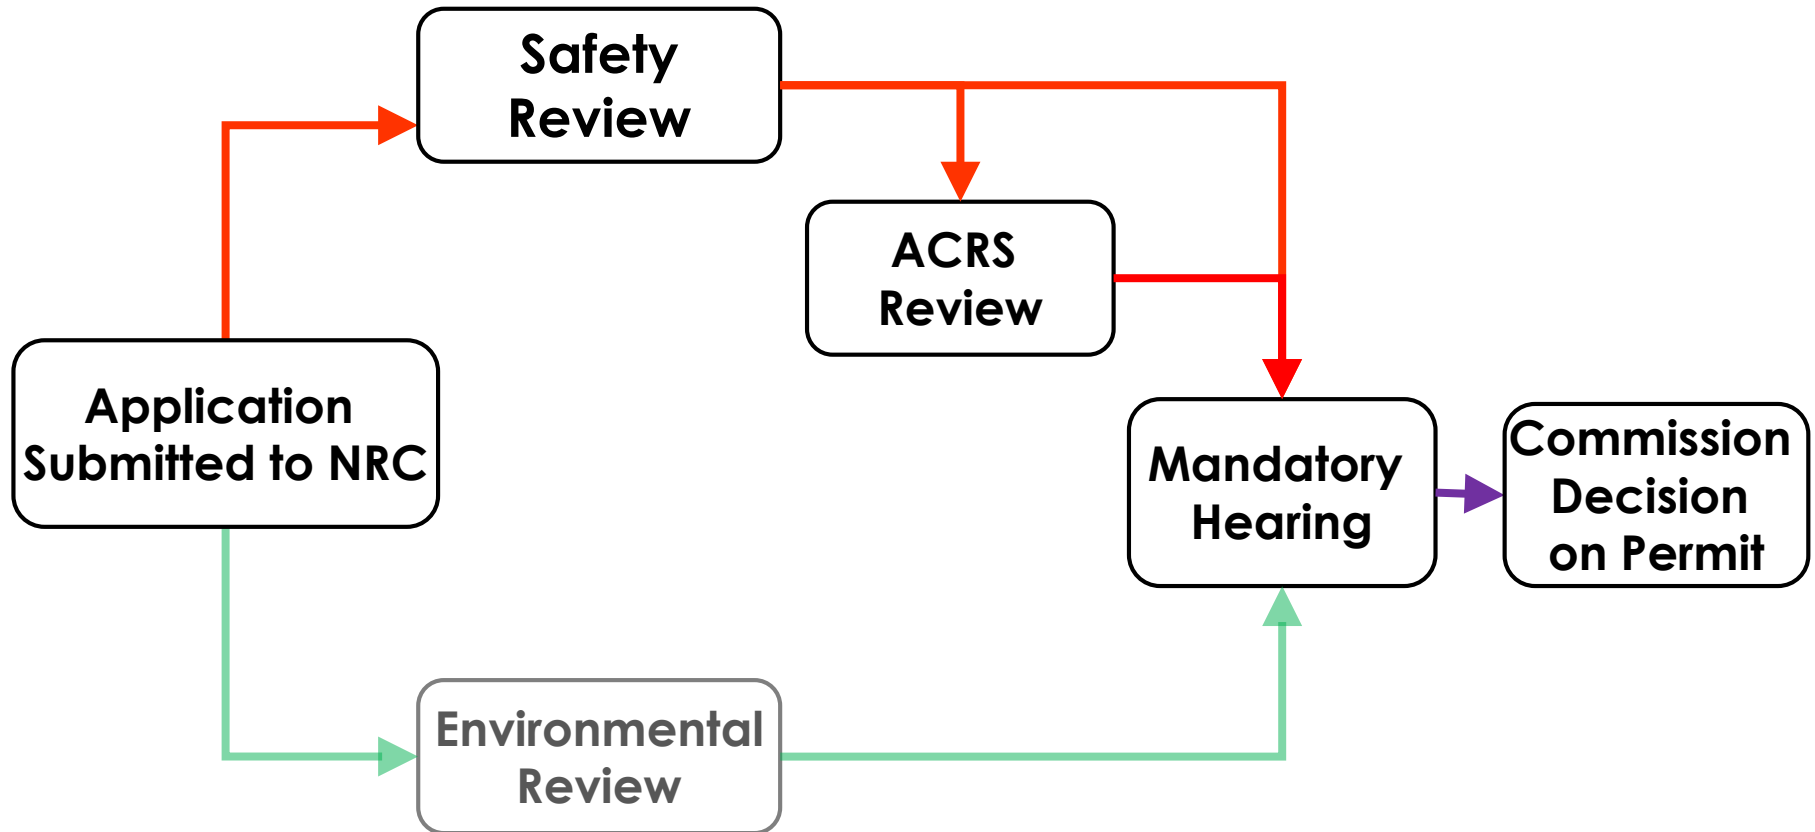 Safety
Review
ACRS
Review
Application
Submitted to NRC
Mandatory
Hearing
Commission
Decision
on Permit
Environmental
Review